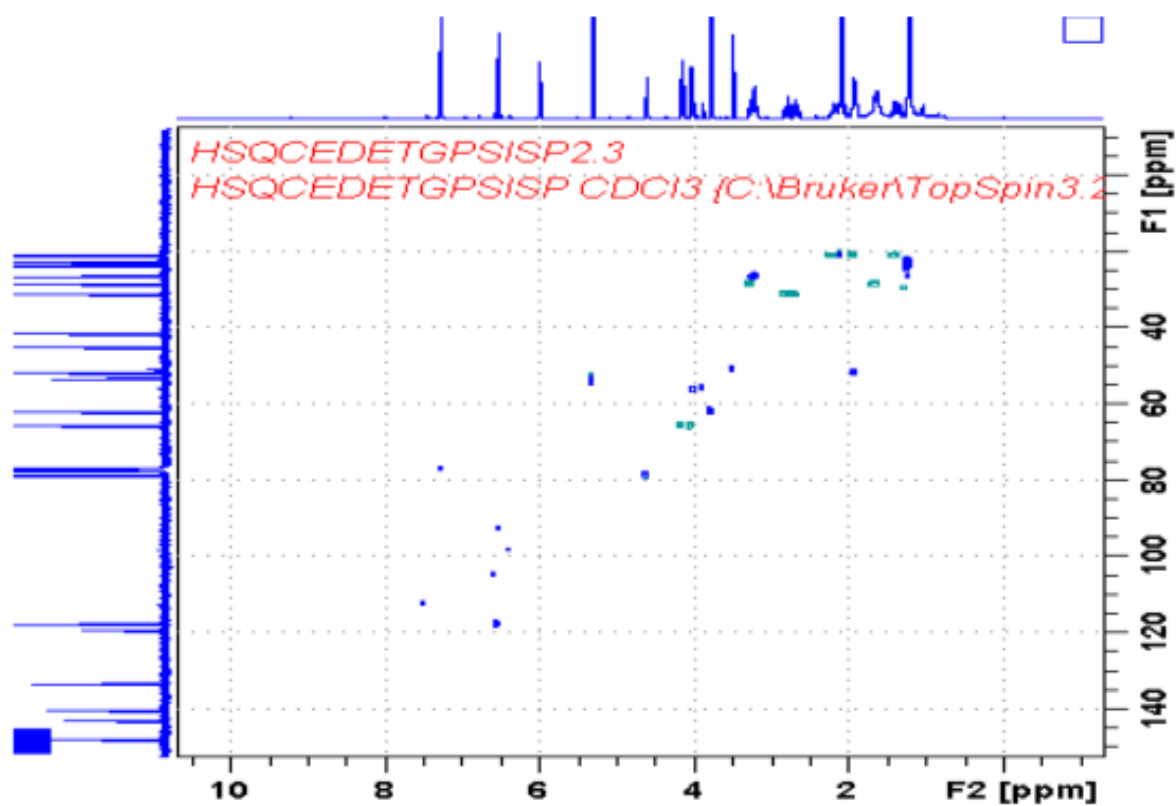 HSQCEDETGPSISP2.3
HSQCEDETGPSISP CDCl3 {C:\Bruker\TopSpin3.2
F1 [ppm]
40
60
80
100
120
140
10
8
6
4
2
F2 [ppm]